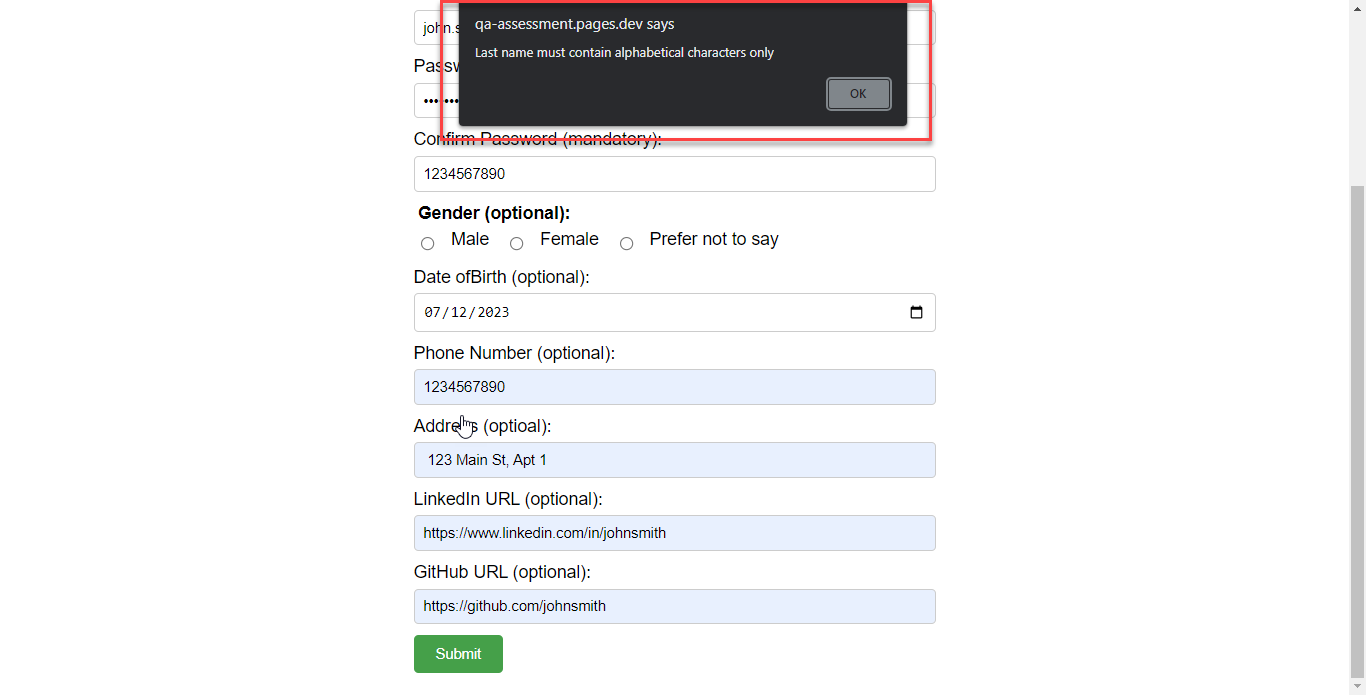 qa-assessment.pages.dev says
Last name must contain alphabetical characters only
OK
Confirm Password (mandatory):
1234567890
Gender (optional):
Male Female Prefer not to say
Date ofBirth (optional):
07/12/2023
Phone Number (optional):
1234567890
Address (optioal):
123 Main St, Apt 1
LinkedIn URL (optional):
https://www.linkedin.com/in/johnsmith
GitHub URL (optional):
https://github.com/johnsmith
Submit